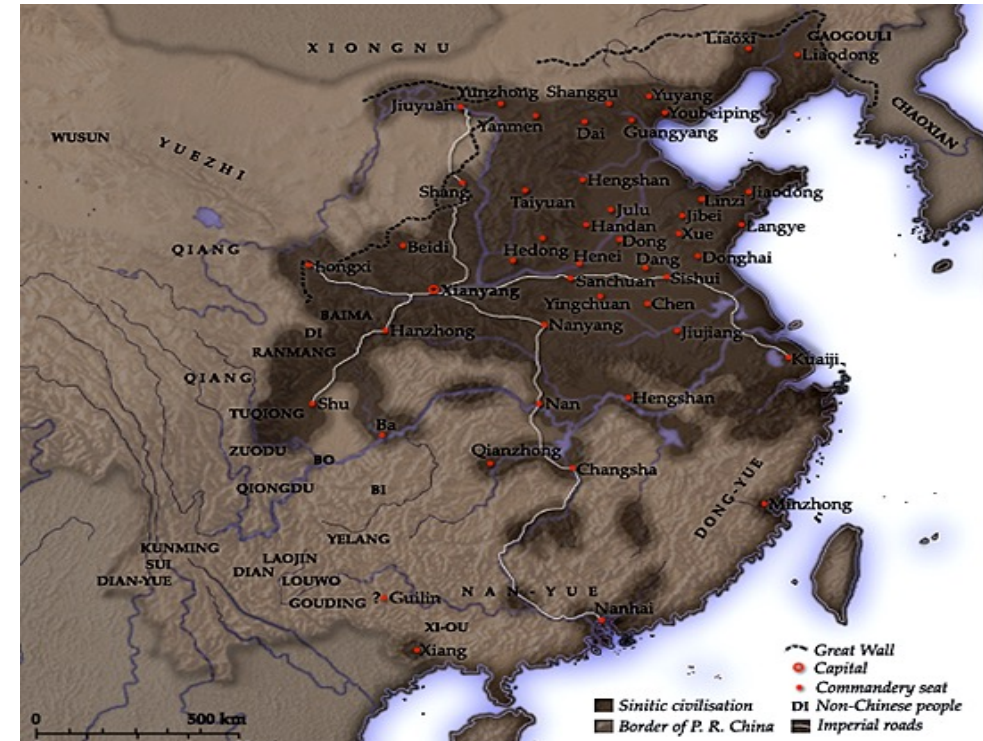 XIONGNU
Liaoxi
GAOGOULI
Liaodong
Yunzhong
Shanggu
Yuyang
Jiuyuan
Youbeiping
Yanmen
Dai
Guangyang
CHAOXIAN
WUSUN
YUEZHI
Shang
Hengshan
Taiyuan
Jiaodong
Linzi
Julu
Jibei
Handan
Xue
Langye
QIANG
Beidi
Hedong
Dong
Henei
Dang
Donghai
Longxi
Xianyang
Sanchuan
Sishui
Yingchuan
Chen
BAIMA
DI
Hanzhong
Nanyang
Jiujiang
RANMANG
Kuaiji
QIANG
TUQIONG
Shu
Nan
Hengshan
Ba
ZUODU
BO
Qianzhong
Changsha
QIONGDU
BI
DONG-YUE
Minzhong
YELANG
KUNMING
SUI
LAOJIN
DIAN
DIAN-YUE
LOUWO
NAN-YUE
GOUDING
? Guilin
Nanhai
XI-OU
Xiang
Great Wall
Capital
Commandery seat
Sinitic civilisation
DI Non-Chinese people
Border of P. R. China
Imperial roads
0 500 km